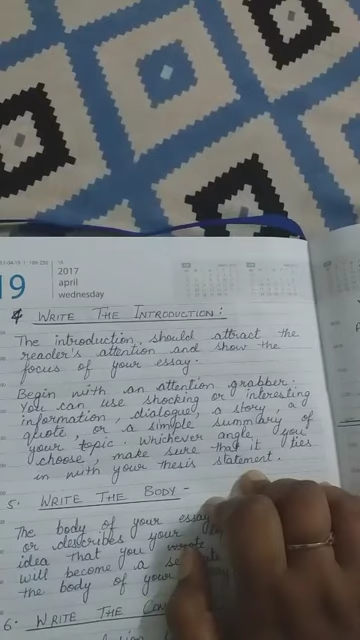 19
2017
april
wednesday
4 WRITE THE INTRODUCTION :
The introduction should attract the
reader's attention and show the
focus of your essay.
Begin with an attention grabber:
You can use shocking or interesting
information, dialogue, a story, a
quote, or a simple summary of
your topic. Whichever angle you
choose, make sure that it ties
in with your thesis statement.
5. WRITE THE BODY -
The body of your essay
or describes your
idea that you
will become a
the body of your
6. WRITE THE